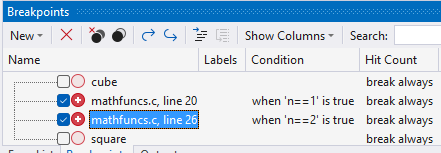 Breakpoints
New Show Columns Search:
Name Labels Condition Hit Count
cube break always
mathfuncs.c, line 20 when 'n==1' is true break always
mathfuncs.c, line 26 when 'n==2' is true break always
square break always